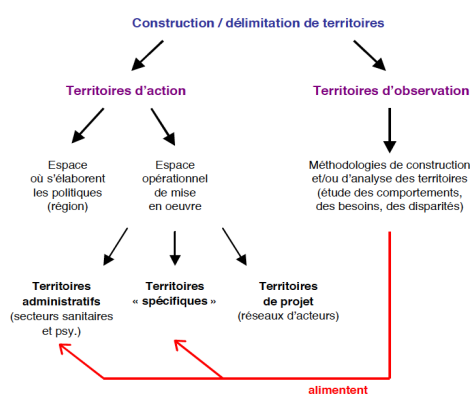 Construction / délimitation de territoires
Territoires d'action
Territoires d'observation
Espace
où s'élaborent
les politiques
(région)
Espace
opérationnel
de mise
en oeuvre
Méthodologies de construction
et/ou d'analyse des territoires
(étude des comportements,
des besoins, des disparités)
Territoires
administratifs
(secteurs sanitaires
et psy.)
Territoires
« spécifiques »
Territoires
de projet
(réseaux d'acteurs)
alimentent